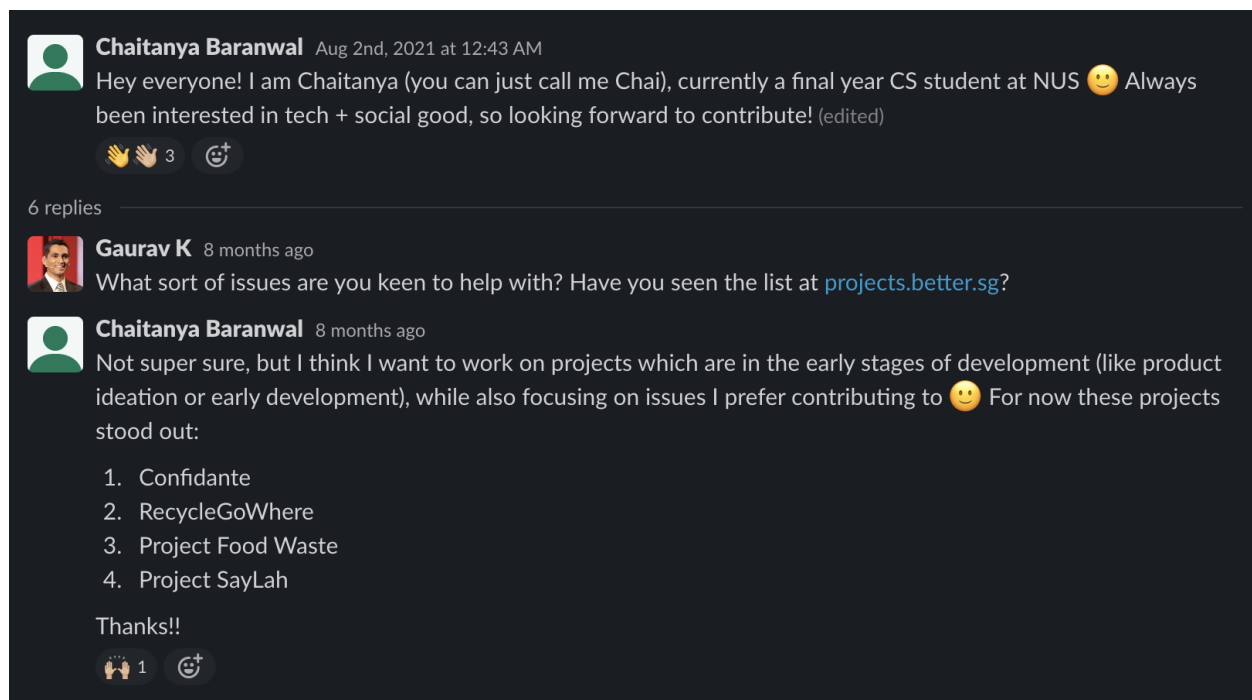 Chaitanya Baranwal Aug 2nd, 2021 at 12:43 AM
Hey everyone! I am Chaitanya (you can just call me Chai), currently a final year CS student at NUS 🙂 Always
been interested in tech + social good, so looking forward to contribute! (edited)
👋👋🏼 3
6 replies
Gaurav K 8 months ago
What sort of issues are you keen to help with? Have you seen the list at projects.better.sg?
Chaitanya Baranwal 8 months ago
Not super sure, but I think I want to work on projects which are in the early stages of development (like product
ideation or early development), while also focusing on issues I prefer contributing to 🙂 For now these projects
stood out:
1. Confidante
2. RecycleGoWhere
3. Project Food Waste
4. Project SayLah
Thanks!!
🙌🏼 1